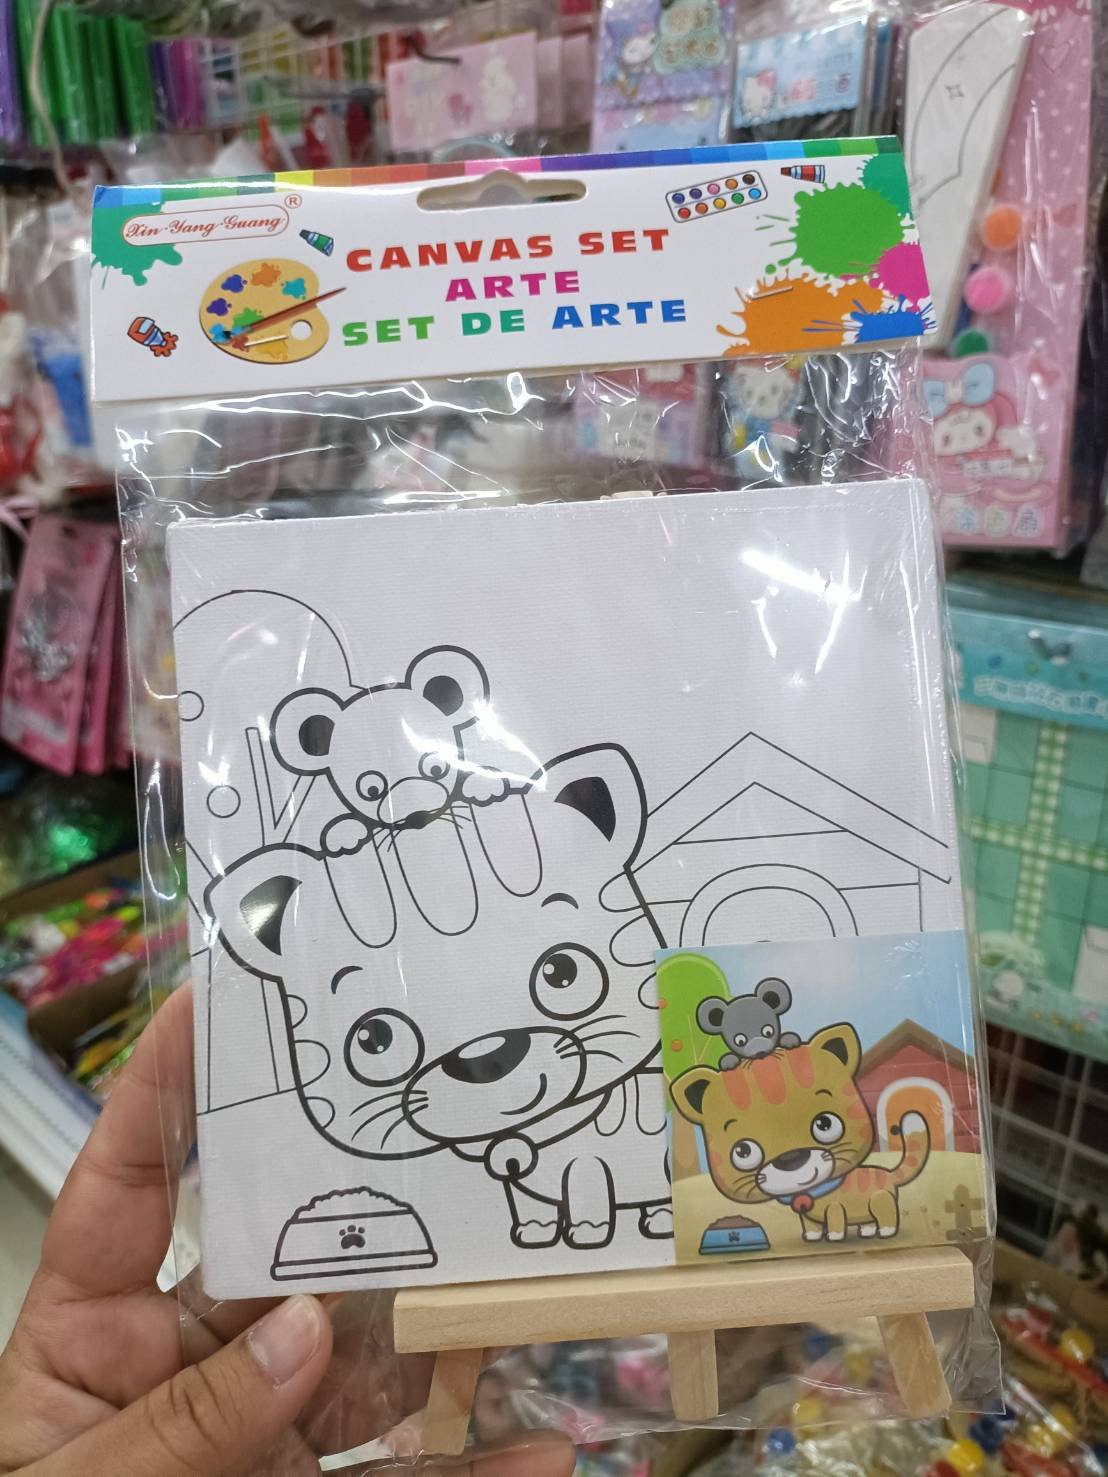 Xin·Yang·Guang®
CANVAS SET
ARTE
SET DE ARTE